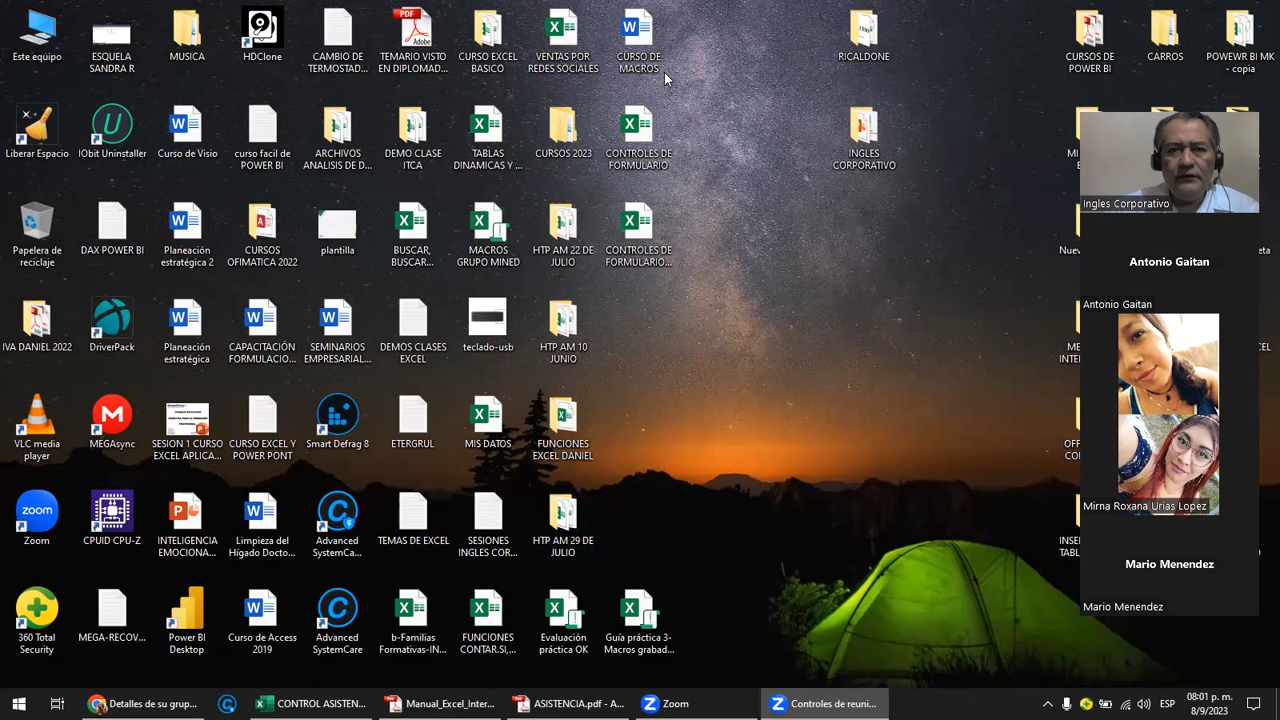 Este equipo
ESQUELA
SANDRA R
MUSICA
HDClone
CAMBIO DE
TERMOSTAD...
PDF
Adobe
TEMARIO VISTO
EN DIPLOMAD...
CURSO EXCEL
BASICO
VENTAS POR
REDES SOCIALES
CURSO DE
MACROS
RICALDONE
CURSOS DE
POWER BI
CARROS
POWEWR BI MK
- copia
Liberar Espacio
IObit Uninstaller
Curso de Visio
curso facil de
POWER BI
ARCHIVOS
ANALISIS DE D...
DEMO CLASE
ITCA
TABLAS
DINAMICAS Y ...
CURSOS 2023
CONTROLES DE
FORMULARIO
INGLES
CORPORATIVO
Ingles Corporativo
Papelera de
reciclaje
DAX POWER BI
Planeación
estratégica 2
CURSOS
OFIMATICA 2022
plantilla
BUSCAR,
BUSCAR...
MACROS
GRUPO MINED
HTP AM 22 DE
JULIO
CONTROLES DE
FORMULARIO...
Antonio Gaitan
Antonio Gaitan
IVA DANIEL 2022
DriverPack
Planeación
estratégica
CAPACITACIÓN
FORMULACIO...
SEMINARIOS
EMPRESARIAL...
DEMOS CLASES
EXCEL
teclado-usb
HTP AM 10
JUNIO
VLC media
player
MEGAsync
SESION 1 CURSO
EXCEL APLICA...
CURSO EXCEL Y
POWER PONT
Smart Defrag 8
ETERGRUL
MIS DATOS
FUNCIONES
EXCEL DANIEL
Mirna Roxana Urias Lopez
zoom
Zoom
CPUID CPU-Z
INTELIGENCIA
EMOCIONA...
Limpieza del
Hígado Docto...
Advanced
SystemCare...
TEMAS DE EXCEL
SESIONES
INGLES COR...
HTP AM 29 DE
JULIO
Mario Menendez
Mario Menendez
360 Total
Security
MEGA-RECOV...
Power BI
Desktop
Curso de Access
2019
Advanced
SystemCare
b-Familias
Formativas-IN...
FUNCIONES
CONTAR.SI,...
Evaluación
práctica OK
Guía práctica 3-
Macros grabad...
Detalles de su grup...
CONTROL ASISTEN...
Manual_Excel_Inter...
ASISTENCIA.pdf - A...
Zoom
Controles de reuni...
ESP
08:01 p. m.
8/9/2023